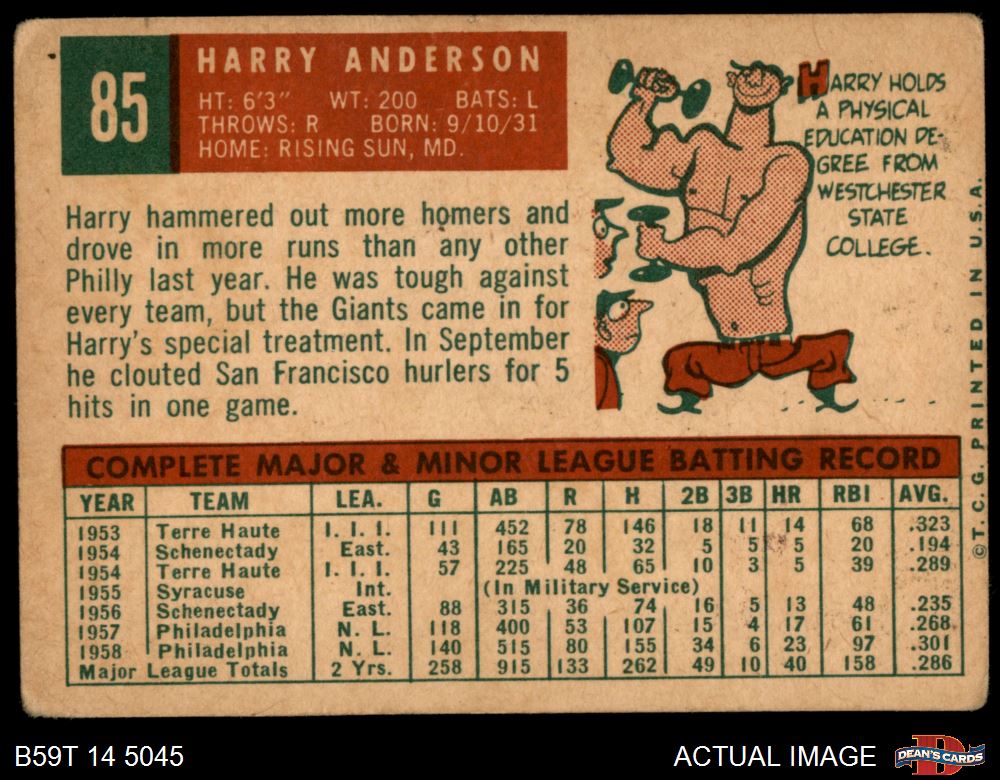 85
HARRY ANDERSON
HT: 6'3" WT: 200 BATS: L
THROWS: R BORN: 9/10/31
HOME: RISING SUN, MD.
HARRY HOLDS
A PHYSICAL
EDUCATION DE-
GREE FROM
WESTCHESTER
STATE
COLLEGE.
Harry hammered out more homers and
drove in more runs than any other
Philly last year. He was tough against
every team, but the Giants came in for
Harry's special treatment. In September
he clouted San Francisco hurlers for 5
hits in one game.
COMPLETE MAJOR & MINOR LEAGUE BATTING RECORD
YEAR TEAM LEA. G AB R H 2B 3B HR RBI AVG.
1953 Terre Haute I. I. I. 111 452 78 146 18 11 14 68 .323
1954 Schenectady East. 43 165 20 32 5 5 5 20 .194
1954 Terre Haute I. I. I. 57 225 48 65 10 3 5 39 .289
1955 Syracuse Int. (In Military Service)
1956 Schenectady East. 88 315 36 74 16 5 13 48 .235
1957 Philadelphia N. L. 118 400 53 107 15 4 17 61 .268
1958 Philadelphia N. L. 140 515 80 155 34 6 23 97 .301
Major League Totals 2 Yrs. 258 915 133 262 49 10 40 158 .286
© T. C. G. PRINTED IN U. S. A.
B59T 14 5045
ACTUAL IMAGE
DEAN'S CARDS